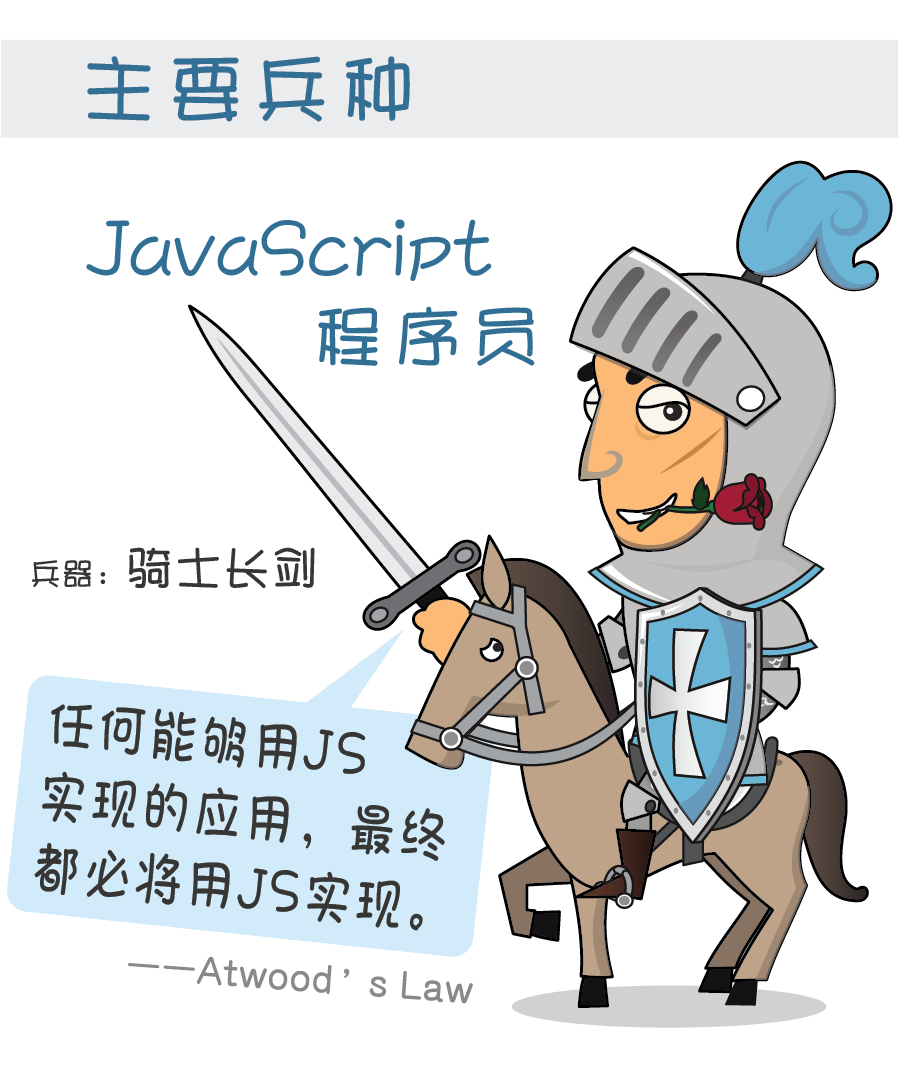 主要兵种
JavaScript
程序员
兵器：骑士长剑
任何能够用JS
实现的应用，最终
都必将用JS实现。
——Atwood’s Law